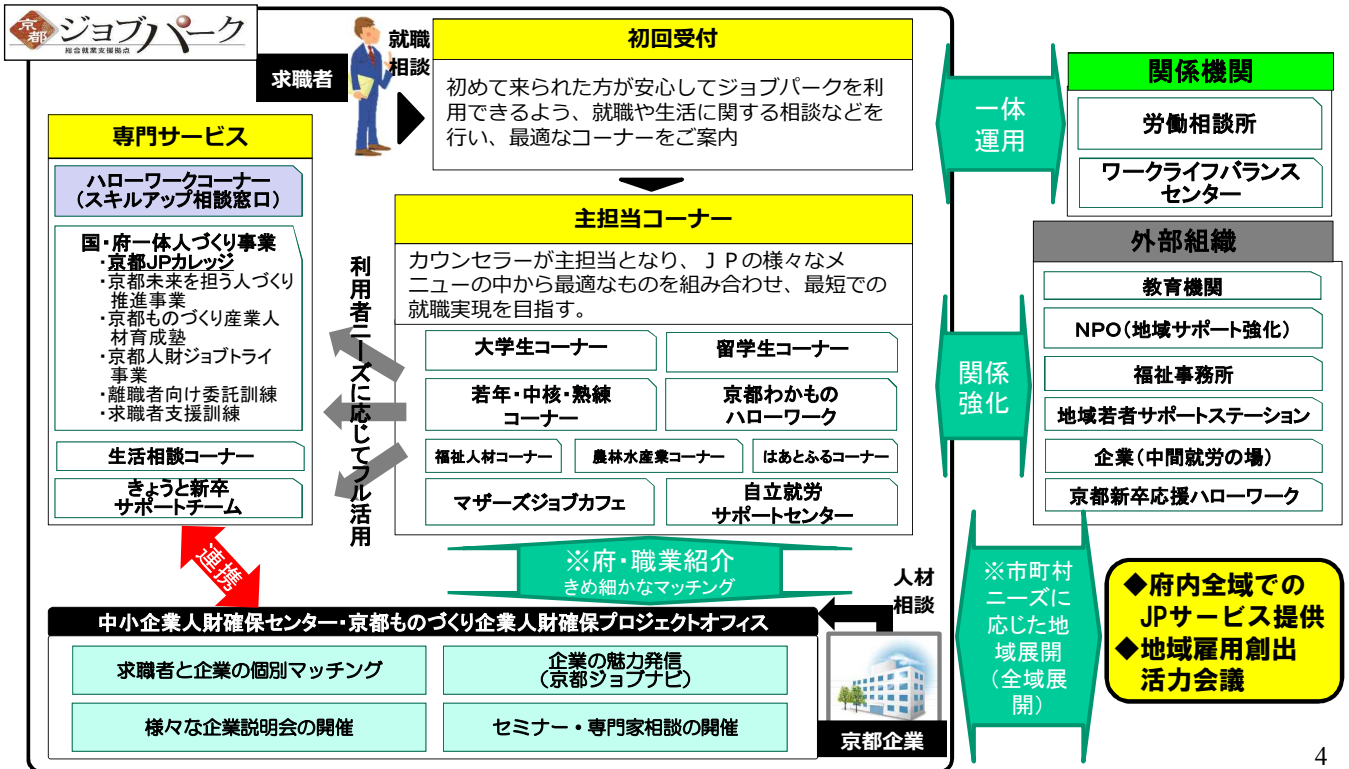 京都
ジョブパーク
総合就業支援拠点
求職者
就職
相談
初回受付
初めて来られた方が安心してジョブパークを利
用できるよう、就職や生活に関する相談などを
行い、最適なコーナーをご案内
一体
運用
関係機関
労働相談所
ワークライフバランス
センター
専門サービス
ハローワークコーナー
(スキルアップ相談窓口)
国・府一体人づくり事業
・京都JPカレッジ
・京都未来を担う人づくり
推進事業
・京都ものづくり産業人
材育成塾
・京都人財ジョブトライ
事業
・離職者向け委託訓練
・求職者支援訓練
生活相談コーナー
きょうと新卒
サポートチーム
利用者ニーズに応じてフル活用
主担当コーナー
カウンセラーが主担当となり、JPの様々なメ
ニューの中から最適なものを組み合わせ、最短での
就職実現を目指す。
大学生コーナー
留学生コーナー
若年・中核・熟練
コーナー
京都わかもの
ハローワーク
福祉人材コーナー
農林水産業コーナー
はあとふるコーナー
マザーズジョブカフェ
自立就労
サポートセンター
関係
強化
外部組織
教育機関
NPO(地域サポート強化)
福祉事務所
地域若者サポートステーション
企業(中間就労の場)
京都新卒応援ハローワーク
連携
※府・職業紹介
きめ細かなマッチング
人材
相談
中小企業人財確保センター・京都ものづくり企業人財確保プロジェクトオフィス
求職者と企業の個別マッチング
企業の魅力発信
(京都ジョブナビ)
様々な企業説明会の開催
セミナー・専門家相談の開催
京都企業
※市町村
ニーズに
応じた地
域展開
(全域展
開)
◆府内全域での
JPサービス提供
◆地域雇用創出
活力会議
4